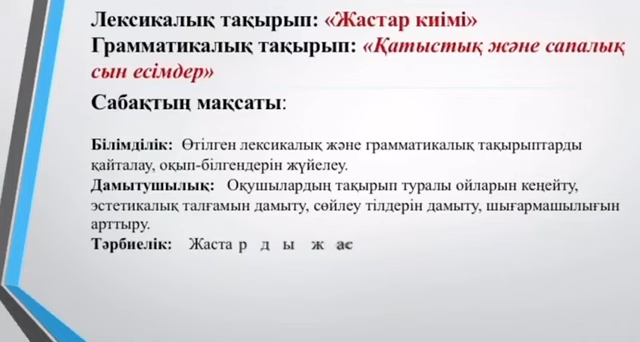 Лексикалық тақырып: «Жастар киімі»
Грамматикалық тақырып: «Қатыстық және сапалық
сын есімдер»
Сабақтың мақсаты:
Білімділік: Өтілген лексикалық және грамматикалық тақырыптарды
қайталау, оқып-білгендерін жүйелеу.
Дамытушылық: Оқушылардың тақырып туралы ойларын кеңейту,
эстетикалық талғамын дамыту, сөйлеу тілдерін дамыту, шығармашылығын
арттыру.
Тәрбиелік: Жаста р д ы ж ас